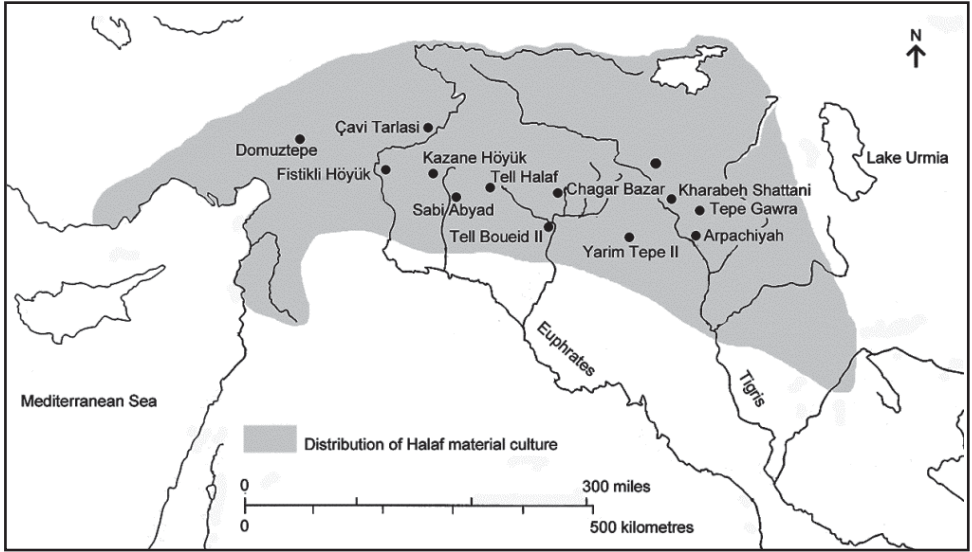 N
Çavi Tarlasi
Domuztepe
Kazane Höyük
Lake Urmia
Fistikli Höyük
Tell Halaf
Chagar Bazar
Kharabeh Shattani
Sabi Abyad
Tepe Gawra
Tell Boueid II
Arpachiyah
Yarim Tepe II
Euphrates
Tigris
Mediterranean Sea
Distribution of Halaf material culture
0 300 miles
0 500 kilometres